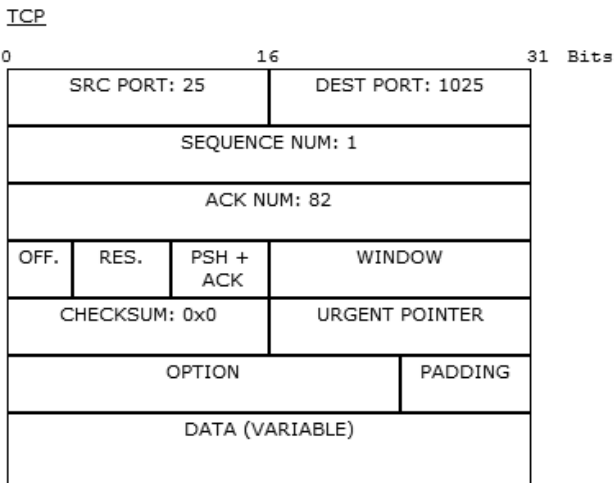 TCP
0 16 31 Bits
SRC PORT: 25 DEST PORT: 1025
SEQUENCE NUM: 1
ACK NUM: 82
OFF. RES. PSH + WINDOW
ACK
CHECKSUM: 0x0 URGENT POINTER
OPTION PADDING
DATA (VARIABLE)